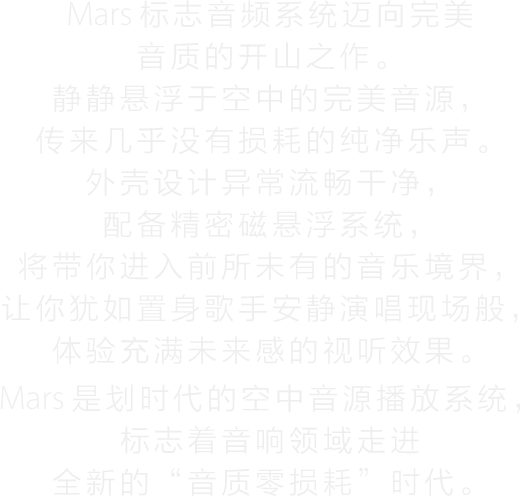 Mars 标志音频系统迈向完美
音质的开山之作。
静静悬浮于空中的完美音源，
传来几乎没有损耗的纯净乐声。
外壳设计异常流畅干净，
配备精密磁悬浮系统，
将带你进入前所未有的音乐境界，
让你犹如置身歌手安静演唱现场般，
体验充满未来感的视听效果。
Mars 是划时代的空中音源播放系统，
标志着音响领域走进
全新的“音质零损耗”时代。